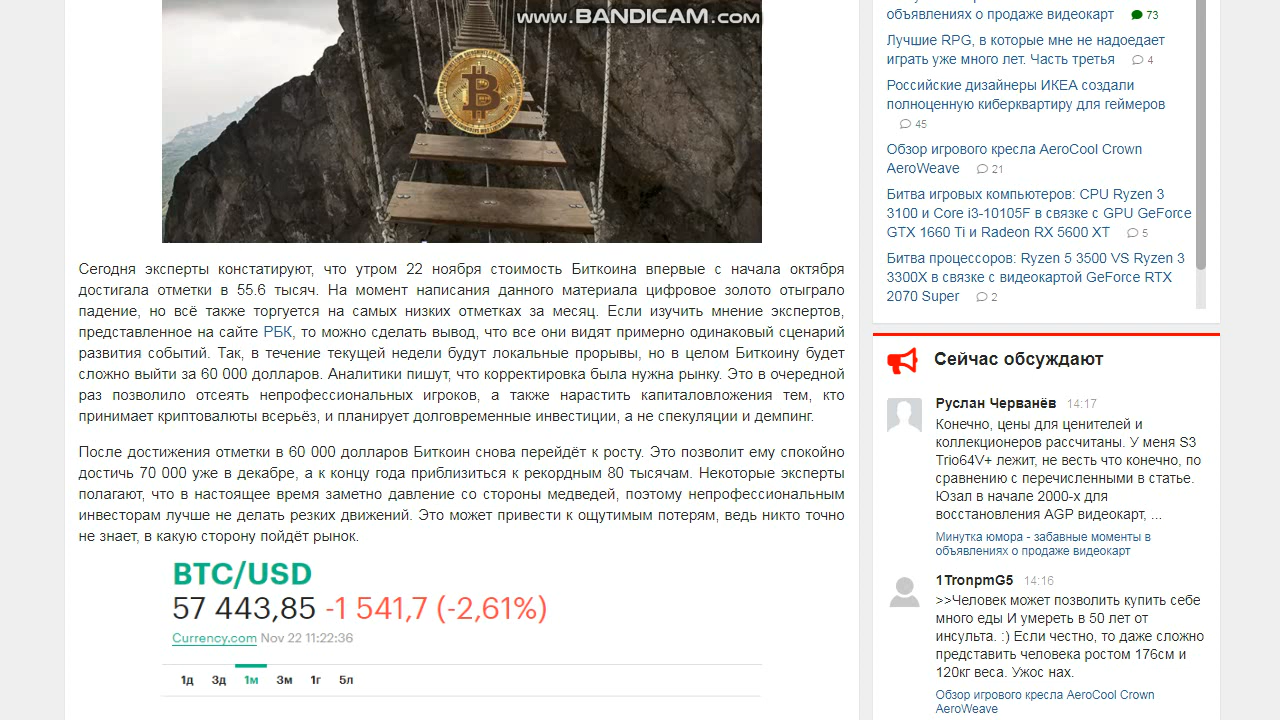 www.BANDICAM.com
Сегодня эксперты констатируют, что утром 22 ноября стоимость Биткоина впервые с начала октября
достигала отметки в 55.6 тысяч. На момент написания данного материала цифровое золото отыграло
падение, но всё также торгуется на самых низких отметках за месяц. Если изучить мнение экспертов,
представленное на сайте РБК, то можно сделать вывод, что все они видят примерно одинаковый сценарий
развития событий. Так, в течение текущей недели будут локальные прорывы, но в целом Биткоину будет
сложно выйти за 60 000 долларов. Аналитики пишут, что корректировка была нужна рынку. Это в очередной
раз позволило отсеять непрофессиональных игроков, а также нарастить капиталовложения тем, кто
принимает криптовалюты всерьёз, и планирует долговременные инвестиции, а не спекуляции и демпинг.
После достижения отметки в 60 000 долларов Биткоин снова перейдёт к росту. Это позволит ему спокойно
достичь 70 000 уже в декабре, а к концу года приблизиться к рекордным 80 тысячам. Некоторые эксперты
полагают, что в настоящее время заметно давление со стороны медведей, поэтому непрофессиональным
инвесторам лучше не делать резких движений. Это может привести к ощутимым потерям, ведь никто точно
не знает, в какую сторону пойдёт рынок.
BTC/USD
57 443,85 -1 541,7 (-2,61%)
Currency.com Nov 22 11:22:36
1д 3д 1м 3м 1г 5л
объявлениях о продаже видеокарт 73
Лучшие RPG, в которые мне не надоедает
играть уже много лет. Часть третья 4
Российские дизайнеры ИКЕА создали
полноценную киберквартиру для геймеров
45
Обзор игрового кресла AeroCool Crown
AeroWeave 21
Битва игровых компьютеров: CPU Ryzen 3
3100 и Core i3-10105F в связке с GPU GeForce
GTX 1660 Ti и Radeon RX 5600 XT 5
Битва процессоров: Ryzen 5 3500 VS Ryzen 3
3300X в связке с видеокартой GeForce RTX
2070 Super 2
Сейчас обсуждают
Руслан Черванёв 14:17
Конечно, цены для ценителей и
коллекционеров рассчитаны. У меня S3
Trio64V+ лежит, не весть что конечно, по
сравнению с перечисленными в статье.
Юзал в начале 2000-х для
восстановления AGP видеокарт, ...
Минутка юмора - забавные моменты в
объявлениях о продаже видеокарт
1TronpmG5 14:16
>>Человек может позволить купить себе
много еды И умереть в 50 лет от
инсульта. :) Если честно, то даже сложно
представить человека ростом 176см и
120кг веса. Ужос нах.
Обзор игрового кресла AeroCool Crown
AeroWeave